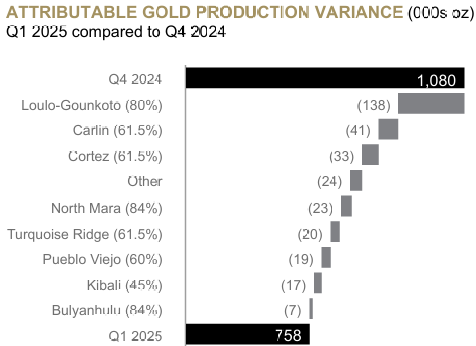 ATTRIBUTABLE GOLD PRODUCTION VARIANCE (000s oz)
Q1 2025 compared to Q4 2024
Q4 2024 1,080
Loulo-Gounkoto (80%) (138)
Carlin (61.5%) (41)
Cortez (61.5%) (33)
Other (24)
North Mara (84%) (23)
Turquoise Ridge (61.5%) (20)
Pueblo Viejo (60%) (19)
Kibali (45%) (17)
Bulyanhulu (84%) (7)
Q1 2025 758